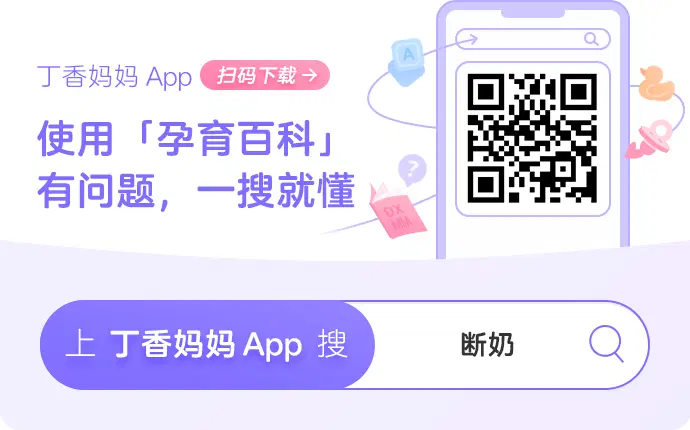 丁香妈妈 App 扫码下载 →
使用「孕育百科」
有问题，一搜就懂
A
?
DX
MM
上 丁香妈妈 App 搜 断奶